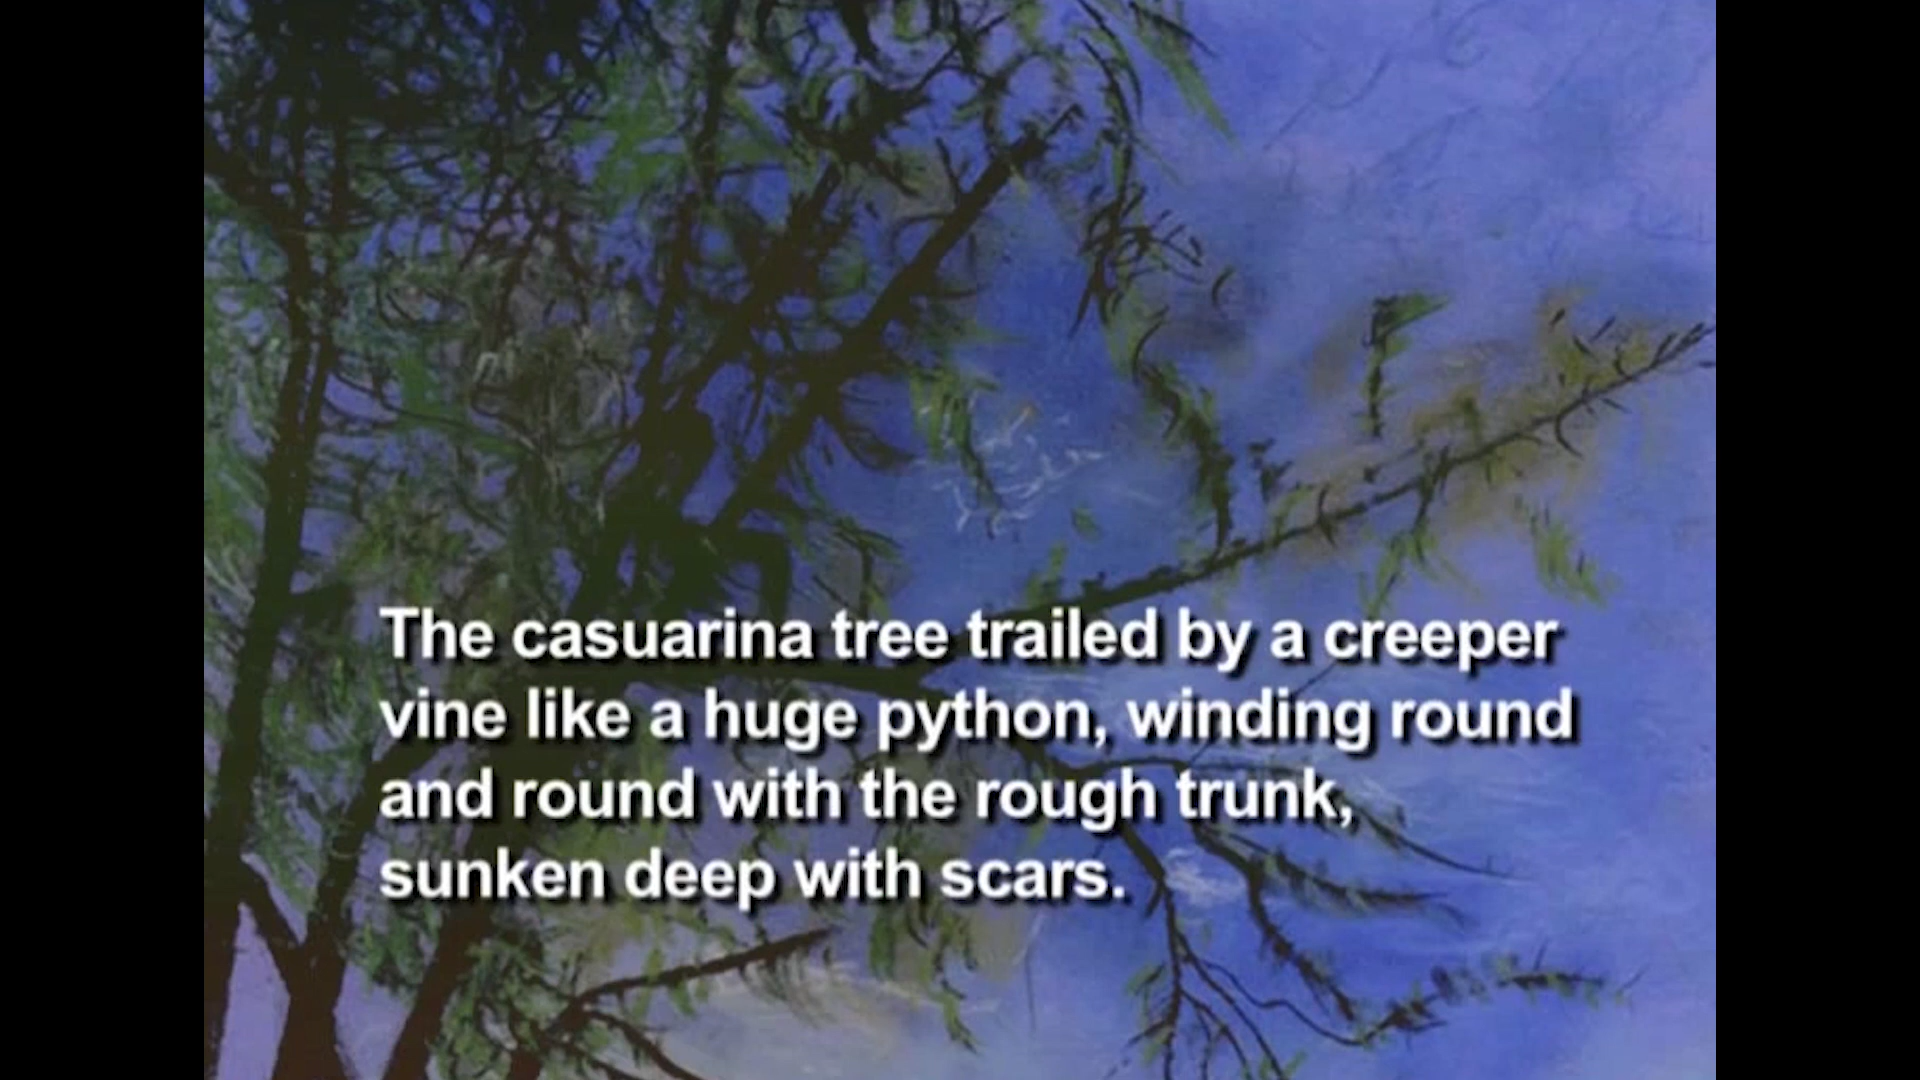 The casuarina tree trailed by a creeper
vine like a huge python, winding round
and round with the rough trunk,
sunken deep with scars.